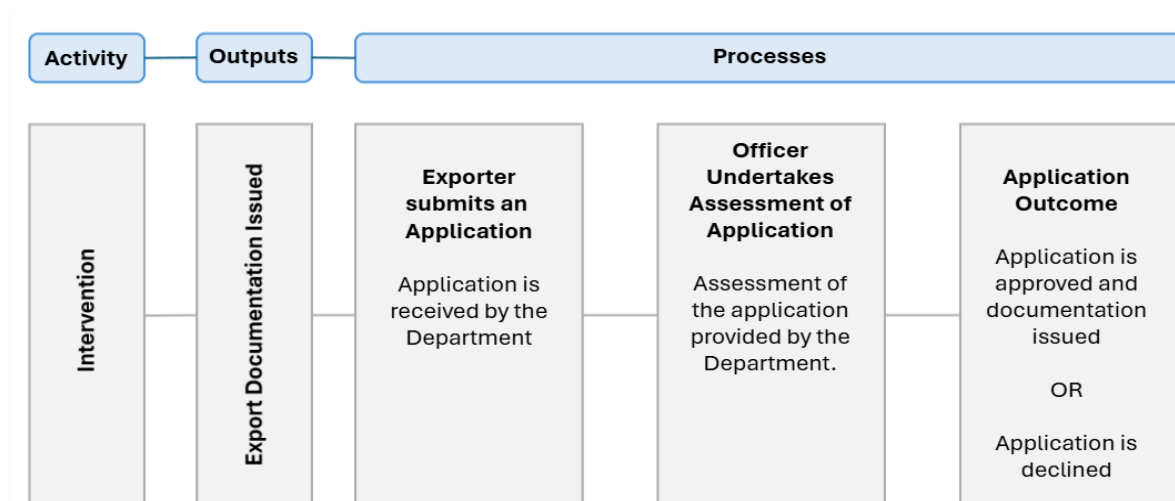 Activity
Outputs
Processes
Intervention
Export Documentation Issued
Exporter
submits an
Application
Application is
received by the
Department
Officer
Undertakes
Assessment of
Application
Assessment of
the application
provided by the
Department.
Application
Outcome
Application is
approved and
documentation
issued
OR
Application is
declined